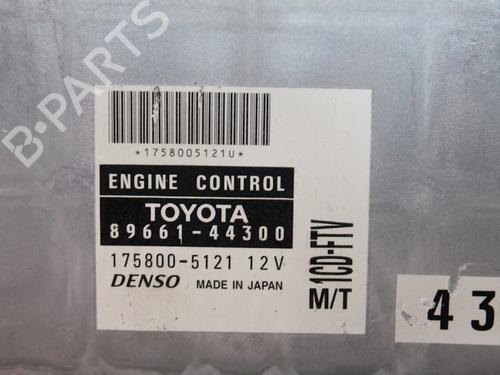 B-PARTS
*1758005121U*
ENGINE CONTROL
TOYOTA
89661-44300
175800-5121 12V
DENSO MADE IN JAPAN
1CD-FTV
M/T
43